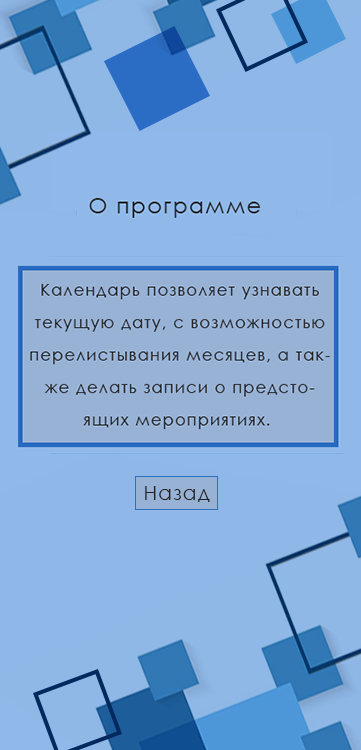 О программе
Календарь позволяет узнавать
текущую дату, с возможностью
перелистывания месяцев, а так-
же делать записи о предсто-
ящих мероприятиях.
Назад